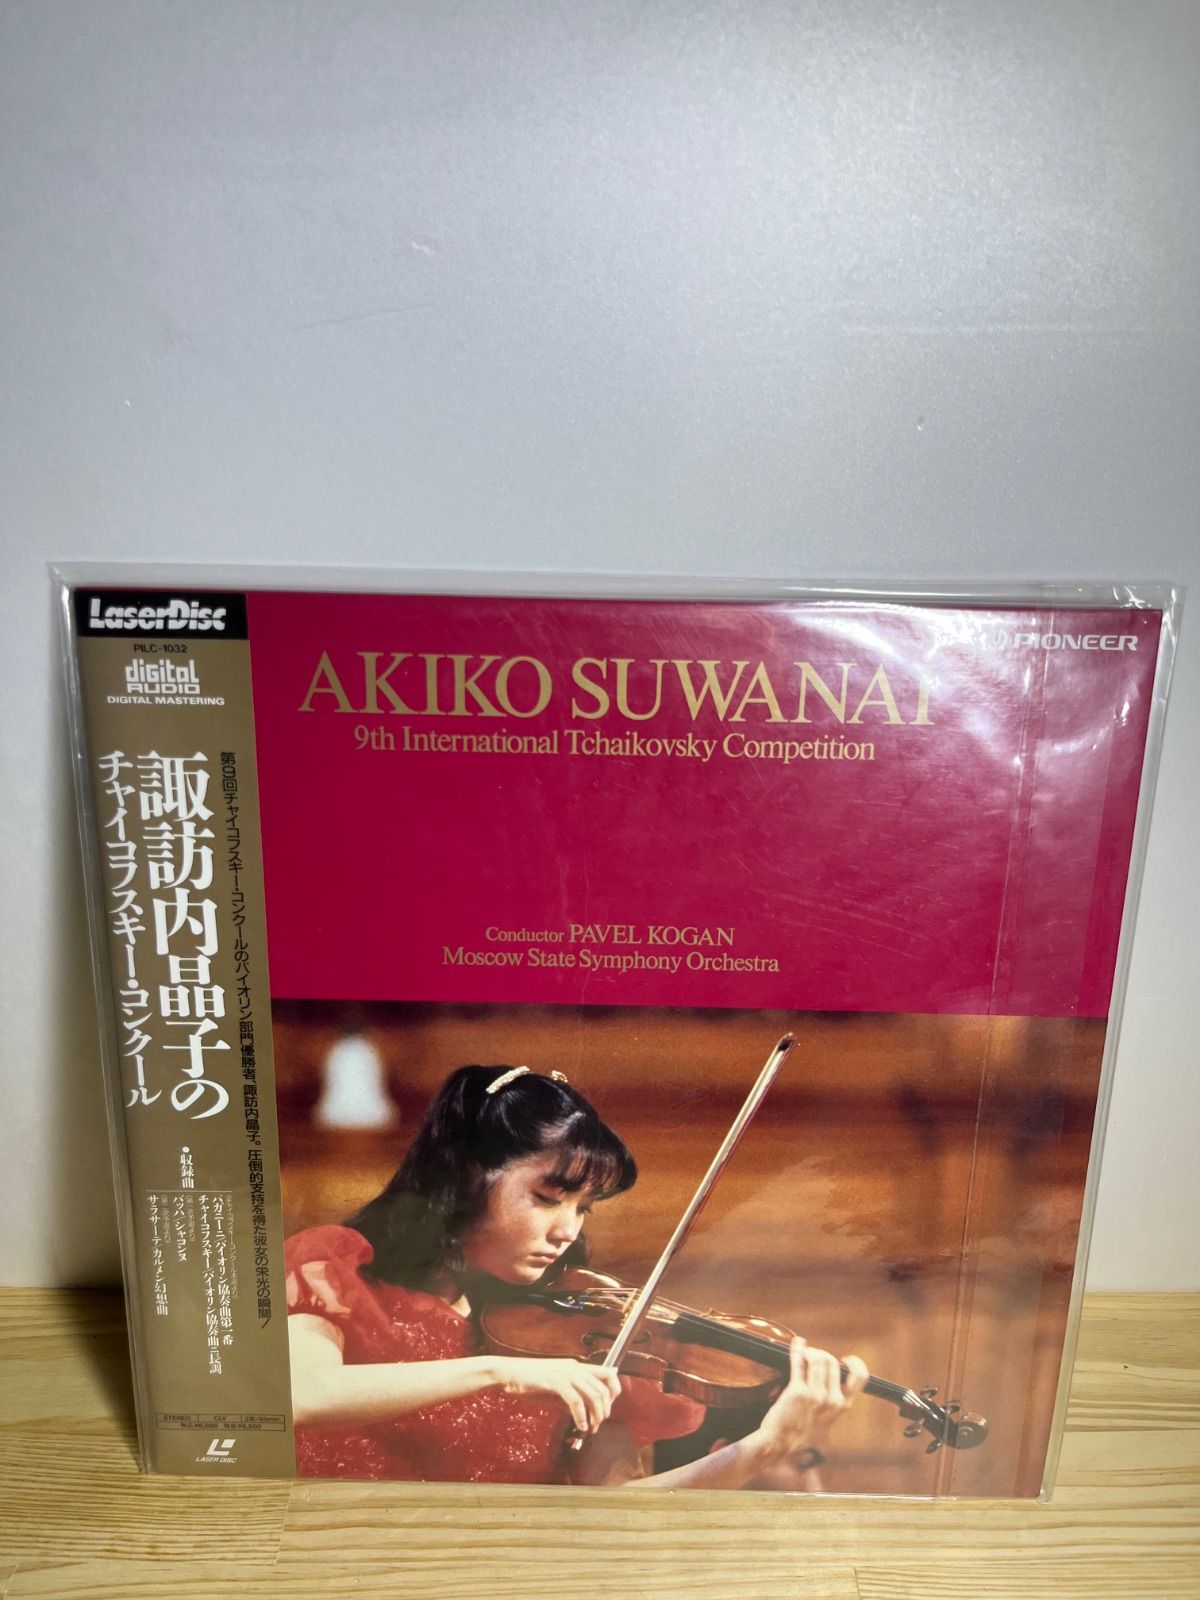 LaserDisc
PILC-1032
digital
AUDIO
DIGITAL MASTERING
第9回チャイコフスキー・コンクールのバイオリン部門優勝者、諏訪内晶子。圧倒的支持を得た彼女の栄光の瞬間！
諏訪内晶子の
チャイコフスキー・コンクール
・収録曲
パガニーニ/バイオリン協奏曲第一番
チャイコフスキー/バイオリン協奏曲ニ長調
バッハ/シャコンヌ
サラサーテ/カルメン幻想曲
STEREO CLV
LASER DISC
PIONEER
AKIKO SUWANAI
9th International Tchaikovsky Competition
Conductor PAVEL KOGAN
Moscow State Symphony Orchestra